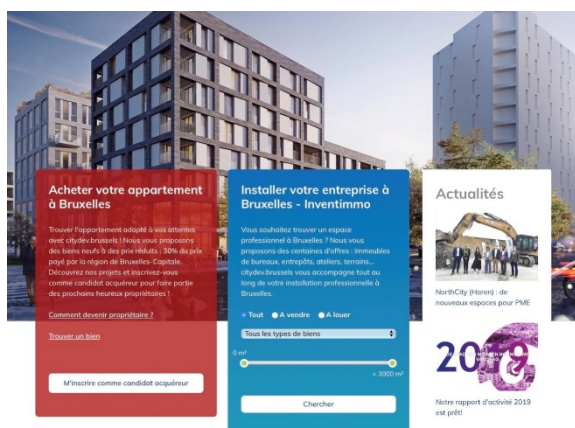 Acheter votre appartement
à Bruxelles
Trouver l'appartement adapté à vos attentes
avec citydev.brussels ! Nous vous proposons
des biens neufs à des prix réduits : 30% du prix
payé par la région de Bruxelles-Capitale.
Découvrez nos projets et inscrivez-vous
comme candidat acquéreur pour faire partie
des prochains heureux propriétaires !
Comment devenir propriétaire ?
Trouver un bien
M'inscrire comme candidat acquéreur
Installer votre entreprise à
Bruxelles - Inventimmo
Vous souhaitez trouver un espace
professionnel à Bruxelles ? Nous vous
proposons des centaines d'offres : immeubles
de bureaux, entrepôts, ateliers, terrains...
citydev.brussels vous accompagne tout au
long de votre installation professionnelle à
Bruxelles.
Tout A vendre A louer
Tous les types de biens
0 m²
> 3000 m²
Chercher
Actualités
NorthCity (Haren) : de
nouveaux espaces pour PME
2019
Notre rapport d'activité 2019
est prêt!